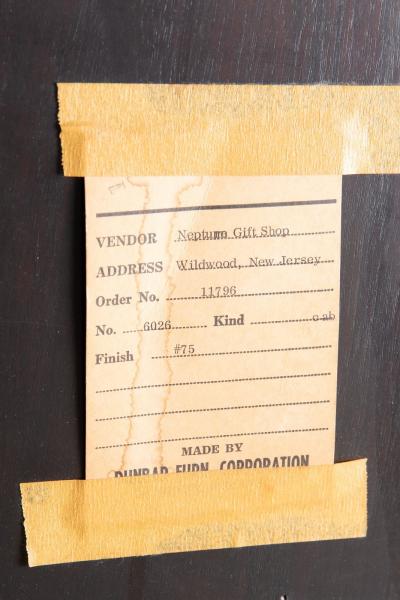 VENDOR Neptune Gift Shop
ADDRESS Wildwood, New Jersey
Order No. 11796
No. 6026 Kind cab
Finish #75
MADE BY
DUNBAR FURN. CORPORATION